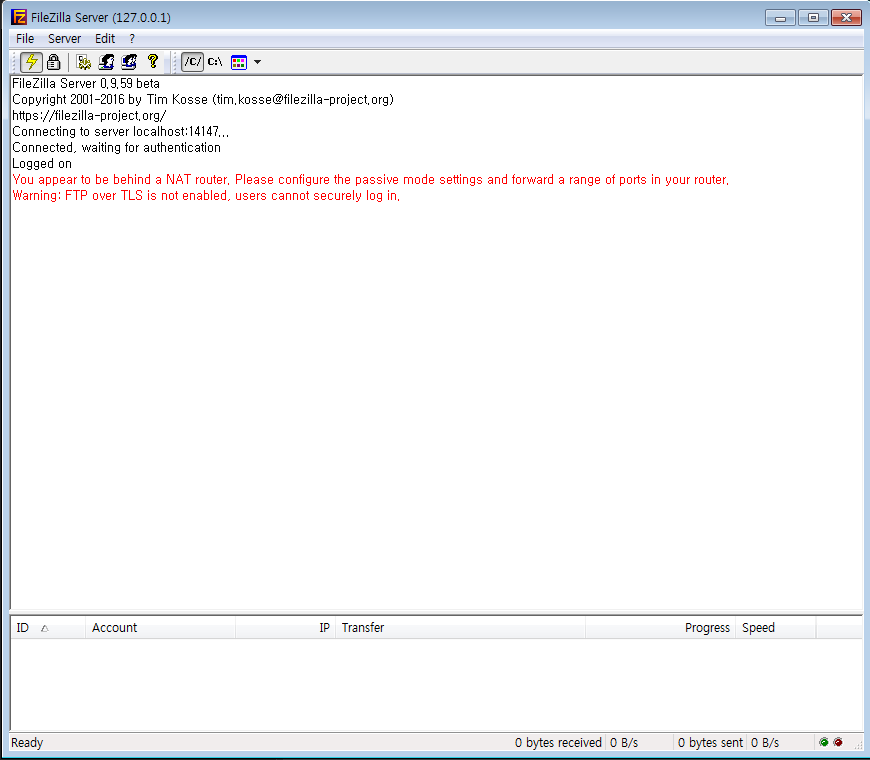 FileZilla Server (127.0.0.1)
File Server Edit ?
/C/ C:\
FileZilla Server 0.9.59 beta
Copyright 2001-2016 by Tim Kosse (tim.kosse@filezilla-project.org)
https://filezilla-project.org/
Connecting to server localhost:14147...
Connected, waiting for authentication
Logged on
You appear to be behind a NAT router. Please configure the passive mode settings and forward a range of ports in your router.
Warning: FTP over TLS is not enabled, users cannot securely log in.
ID Account IP Transfer Progress Speed
Ready 0 bytes received 0 B/s 0 bytes sent 0 B/s